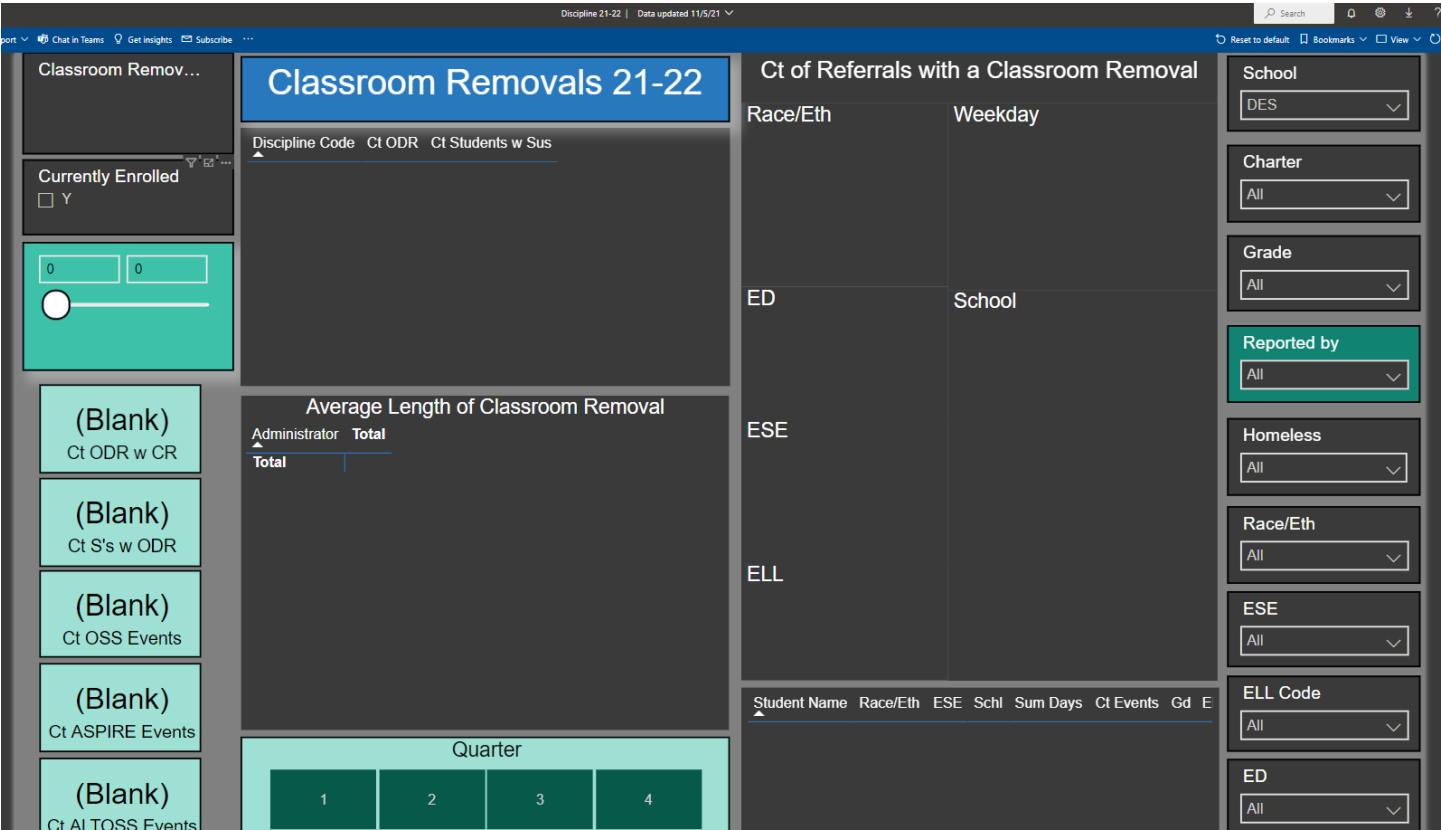 Discipline 21-22 | Data updated 11/5/21
Search
port
Chat in Teams
Get insights
Subscribe
···
Reset to default
Bookmarks
View
Classroom Remov...
Currently Enrolled
Y
0
0
(Blank)
Ct ODR w CR
(Blank)
Ct S's w ODR
(Blank)
Ct OSS Events
(Blank)
Ct ASPIRE Events
(Blank)
Ct ALTOSS Events
Classroom Removals 21-22
Discipline Code Ct ODR Ct Students w Sus
Average Length of Classroom Removal
Administrator Total
Total
Quarter
1 2 3 4
Ct of Referrals with a Classroom Removal
Race/Eth
Weekday
ED
School
ESE
ELL
Student Name Race/Eth ESE Schl Sum Days Ct Events Gd E
School
DES
Charter
All
Grade
All
Reported by
All
Homeless
All
Race/Eth
All
ESE
All
ELL Code
All
ED
All